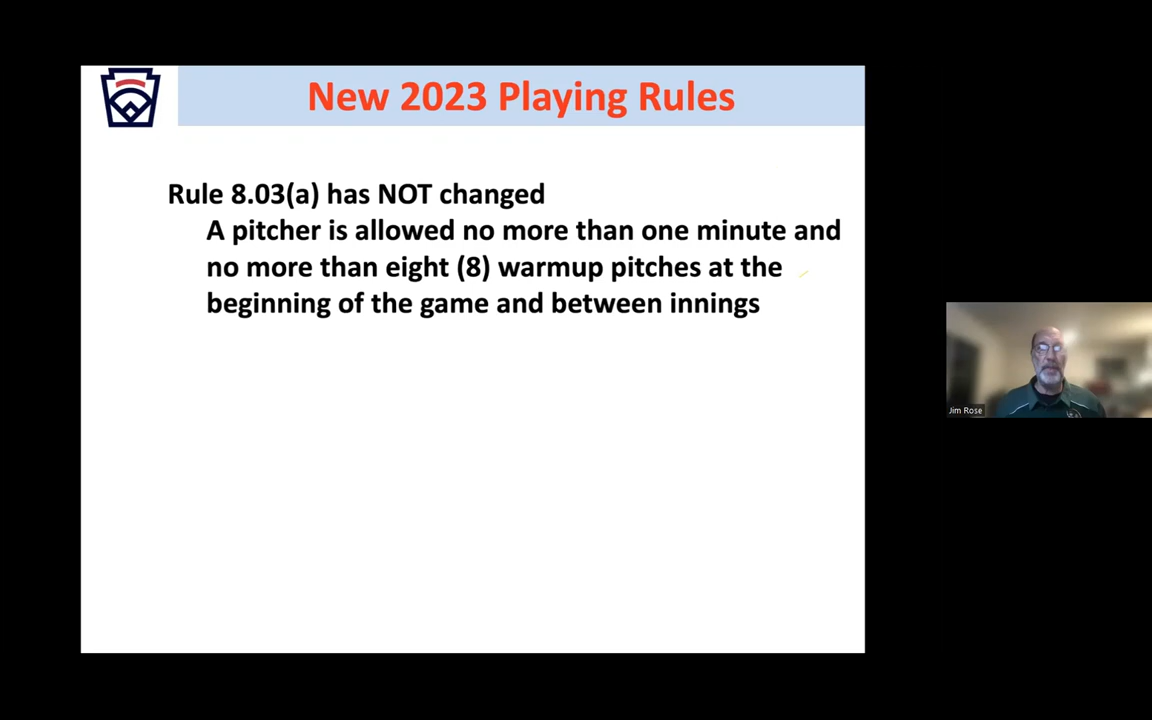 New 2023 Playing Rules
Rule 8.03(a) has NOT changed
A pitcher is allowed no more than one minute and
no more than eight (8) warmup pitches at the
beginning of the game and between innings
Jim Rose